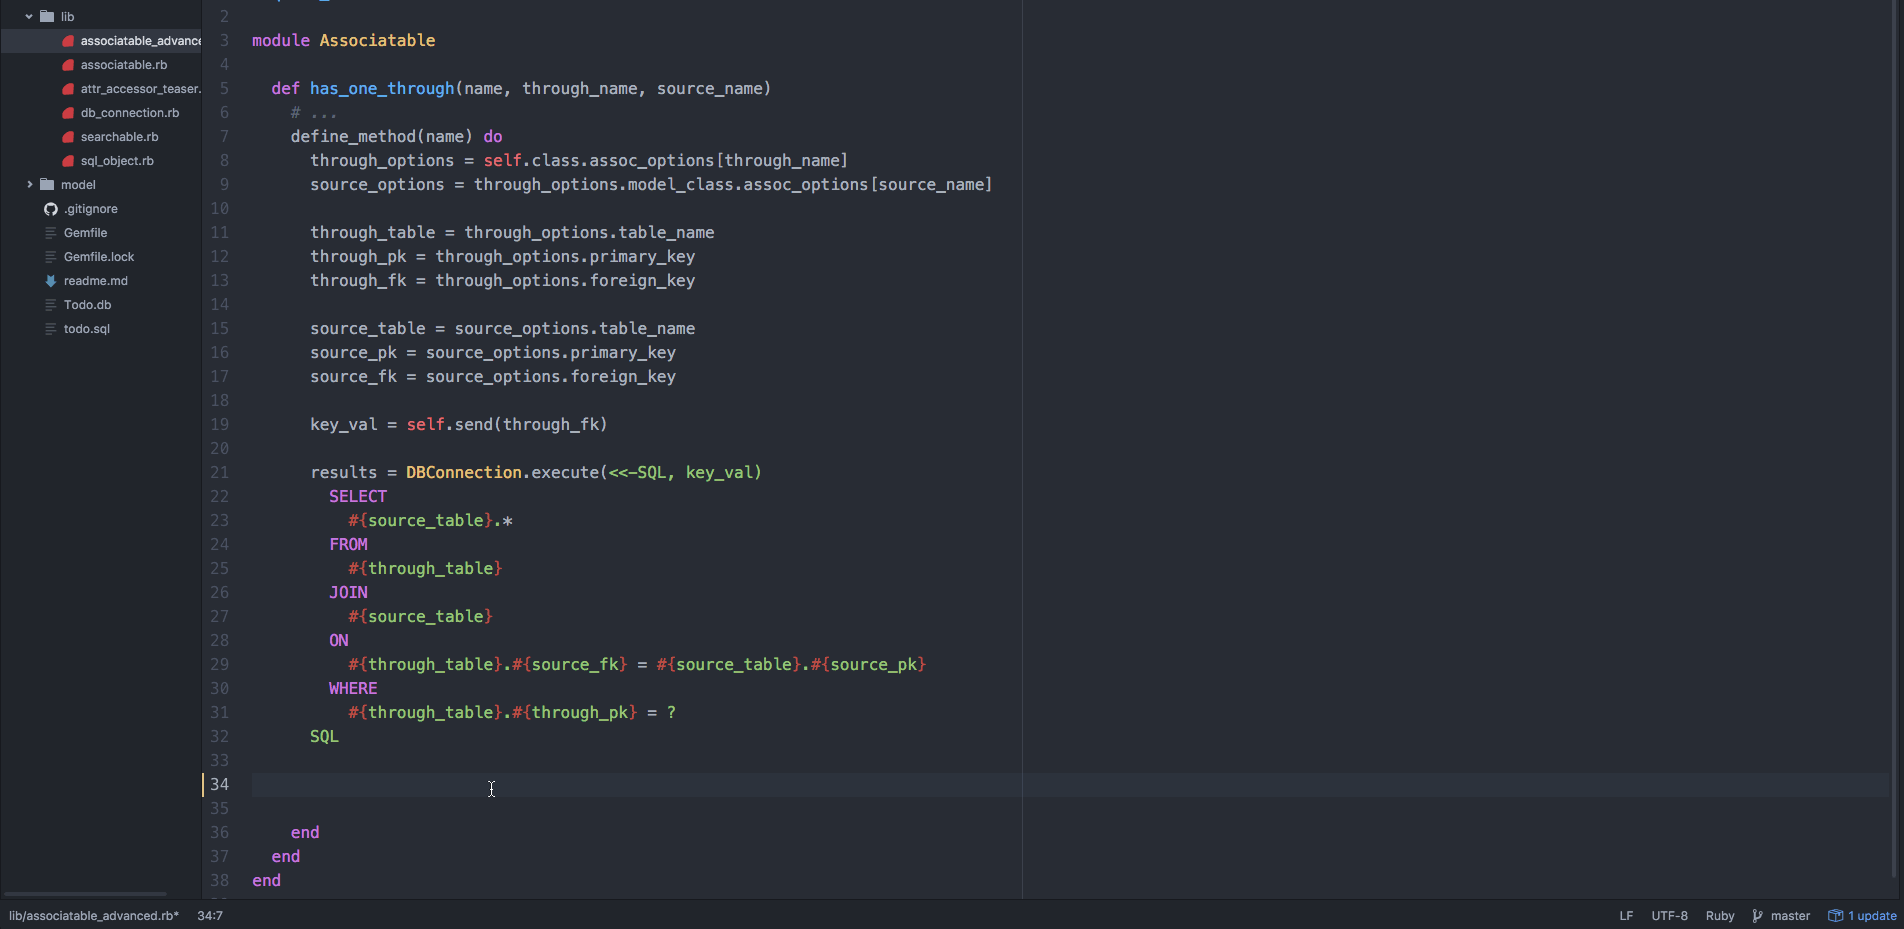 lib
associatable_advance
associatable.rb
attr_accessor_teaser.
db_connection.rb
searchable.rb
sql_object.rb
model
.gitignore
Gemfile
Gemfile.lock
readme.md
Todo.db
todo.sql
2
3 module Associatable
4
5 def has_one_through(name, through_name, source_name)
6 # ...
7 define_method(name) do
8 through_options = self.class.assoc_options[through_name]
9 source_options = through_options.model_class.assoc_options[source_name]
10
11 through_table = through_options.table_name
12 through_pk = through_options.primary_key
13 through_fk = through_options.foreign_key
14
15 source_table = source_options.table_name
16 source_pk = source_options.primary_key
17 source_fk = source_options.foreign_key
18
19 key_val = self.send(through_fk)
20
21 results = DBConnection.execute(<<-SQL, key_val)
22 SELECT
23 #{source_table}.*
24 FROM
25 #{through_table}
26 JOIN
27 #{source_table}
28 ON
29 #{through_table}.#{source_fk} = #{source_table}.#{source_pk}
30 WHERE
31 #{through_table}.#{through_pk} = ?
32 SQL
33
34
35
36 end
37 end
38 end
lib/associatable_advanced.rb* 34:7 LF UTF-8 Ruby master 1 update